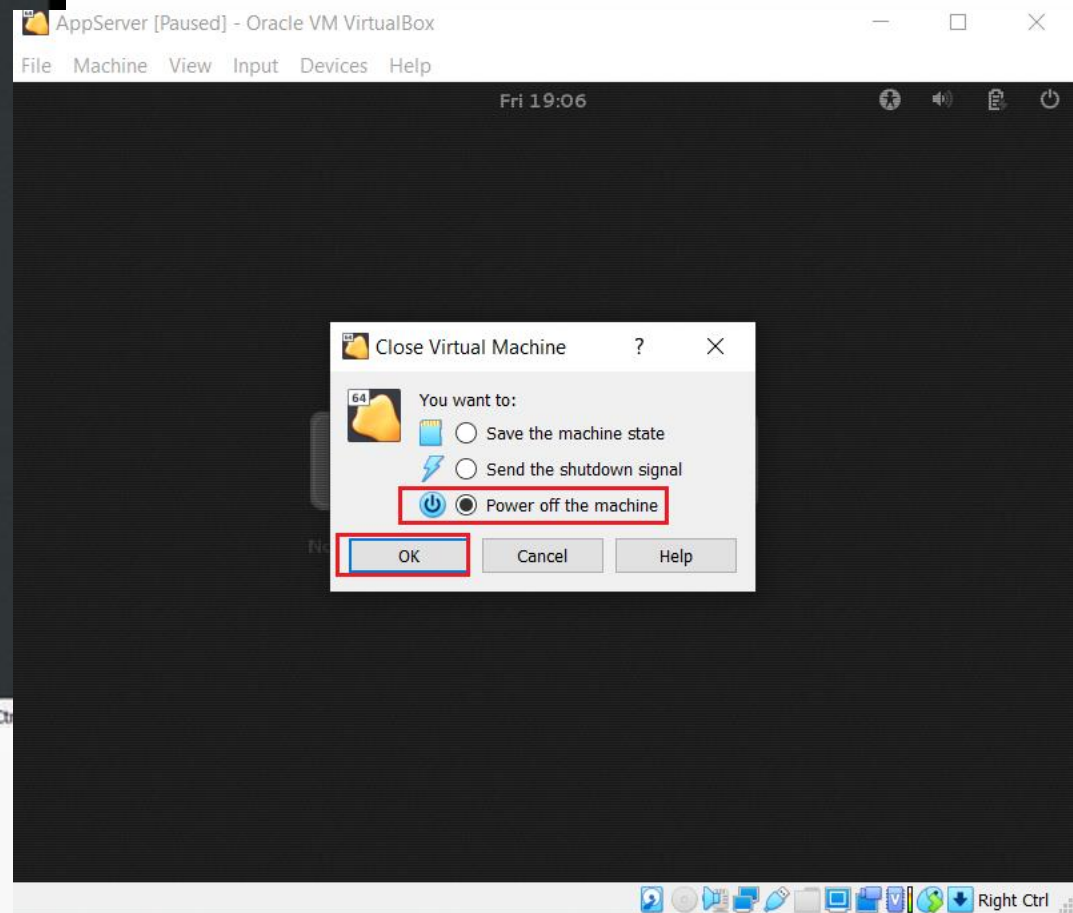 AppServer [Paused] - Oracle VM VirtualBox
File Machine View Input Devices Help
Fri 19:06
64 Close Virtual Machine ?
64
You want to:
Save the machine state
Send the shutdown signal
Power off the machine
OK Cancel Help
Right Ctrl